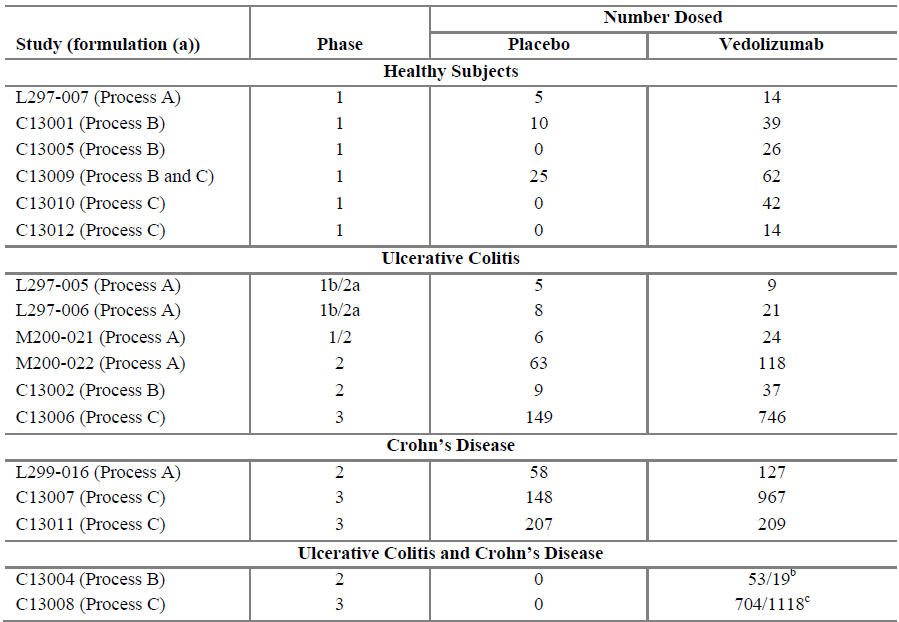 Number Dosed
Study (formulation (a)) Phase Placebo Vedolizumab
Healthy Subjects
L297-007 (Process A) 1 5 14
C13001 (Process B) 1 10 39
C13005 (Process B) 1 0 26
C13009 (Process B and C) 1 25 62
C13010 (Process C) 1 0 42
C13012 (Process C) 1 0 14
Ulcerative Colitis
L297-005 (Process A) 1b/2a 5 9
L297-006 (Process A) 1b/2a 8 21
M200-021 (Process A) 1/2 6 24
M200-022 (Process A) 2 63 118
C13002 (Process B) 2 9 37
C13006 (Process C) 3 149 746
Crohn’s Disease
L299-016 (Process A) 2 58 127
C13007 (Process C) 3 148 967
C13011 (Process C) 3 207 209
Ulcerative Colitis and Crohn’s Disease
C13004 (Process B) 2 0 53/19b
C13008 (Process C) 3 0 704/1118c